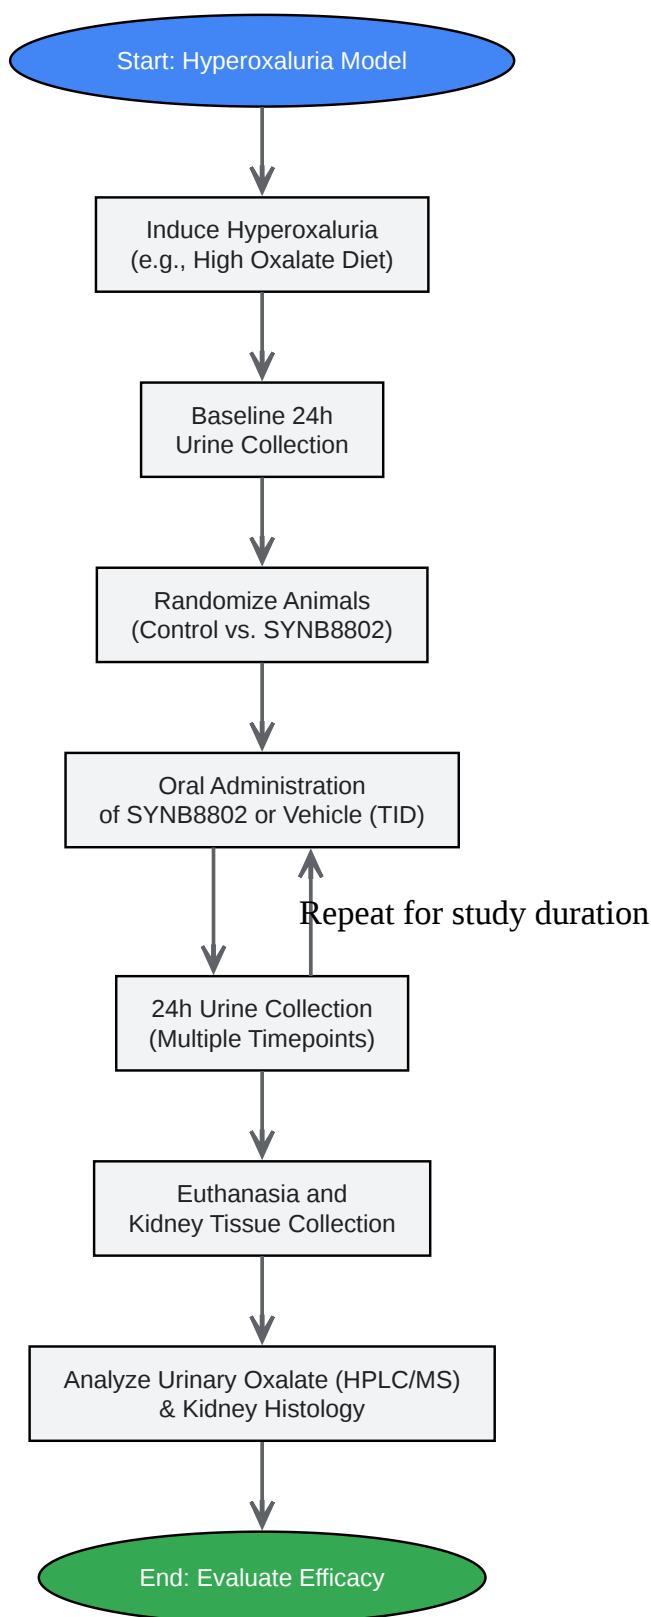 Start: Hyperoxaluria Model
Induce Hyperoxaluria
(e.g., High Oxalate Diet)
Baseline 24h
Urine Collection
Randomize Animals
(Control vs. SYNB8802)
Oral Administration
of SYNB8802 or Vehicle (TID)
Repeat for study duration
24h Urine Collection
(Multiple Timepoints)
Euthanasia and
Kidney Tissue Collection
Analyze Urinary Oxalate (HPLC/MS)
& Kidney Histology
End: Evaluate Efficacy